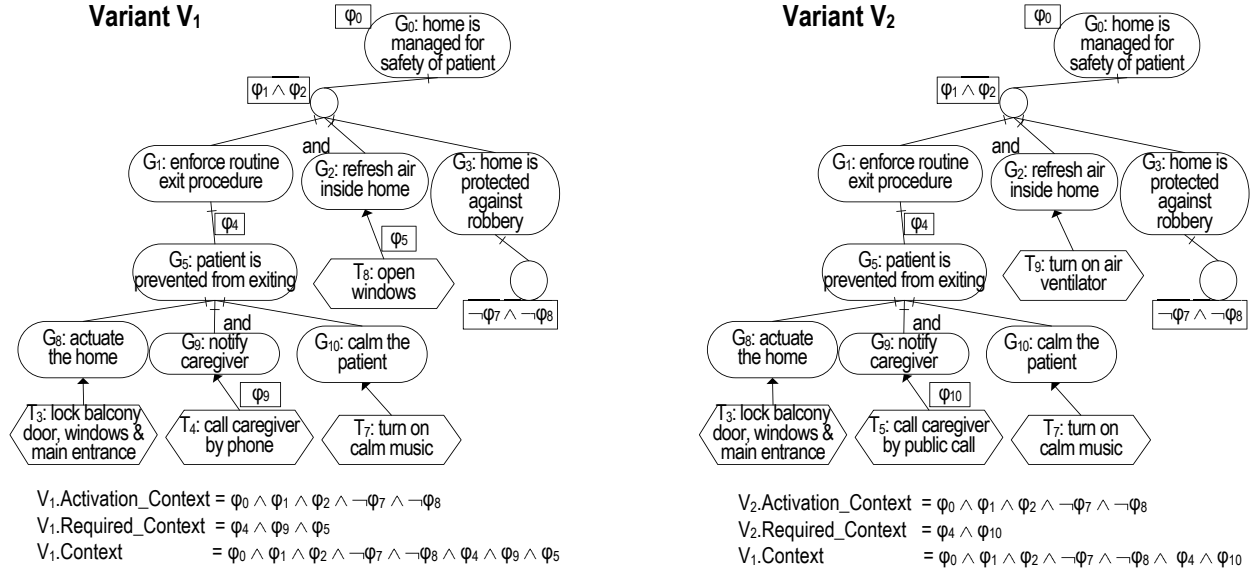 Variant V₁
φ₀
G₀: home is
managed for
safety of patient
φ₁ ∧ φ₂
and
G₁: enforce routine
exit procedure
G₂: refresh air
inside home
G₃: home is
protected
against
robbery
φ₄
φ₅
G₅: patient is
prevented from exiting
T₈: open
windows
¬φ₇ ∧ ¬φ₈
and
G₈: actuate
the home
G₉: notify
caregiver
G₁₀: calm the
patient
φ₉
T₃: lock balcony
door, windows &
main entrance
T₄: call caregiver
by phone
T₇: turn on
calm music
V₁.Activation_Context = φ₀ ∧ φ₁ ∧ φ₂ ∧ ¬φ₇ ∧ ¬φ₈
V₁.Required_Context = φ₄ ∧ φ₉ ∧ φ₅
V₁.Context = φ₀ ∧ φ₁ ∧ φ₂ ∧ ¬φ₇ ∧ ¬φ₈ ∧ φ₄ ∧ φ₉ ∧ φ₅
Variant V₂
φ₀
G₀: home is
managed for
safety of patient
φ₁ ∧ φ₂
and
G₁: enforce routine
exit procedure
G₂: refresh air
inside home
G₃: home is
protected
against
robbery
φ₄
G₅: patient is
prevented from exiting
T₉: turn on air
ventilator
¬φ₇ ∧ ¬φ₈
and
G₈: actuate
the home
G₉: notify
caregiver
G₁₀: calm the
patient
φ₁₀
T₃: lock balcony
door, windows &
main entrance
T₅: call caregiver
by public call
T₇: turn on
calm music
V₂.Activation_Context = φ₀ ∧ φ₁ ∧ φ₂ ∧ ¬φ₇ ∧ ¬φ₈
V₂.Required_Context = φ₄ ∧ φ₁₀
V₁.Context = φ₀ ∧ φ₁ ∧ φ₂ ∧ ¬φ₇ ∧ ¬φ₈ ∧ φ₄ ∧ φ₁₀